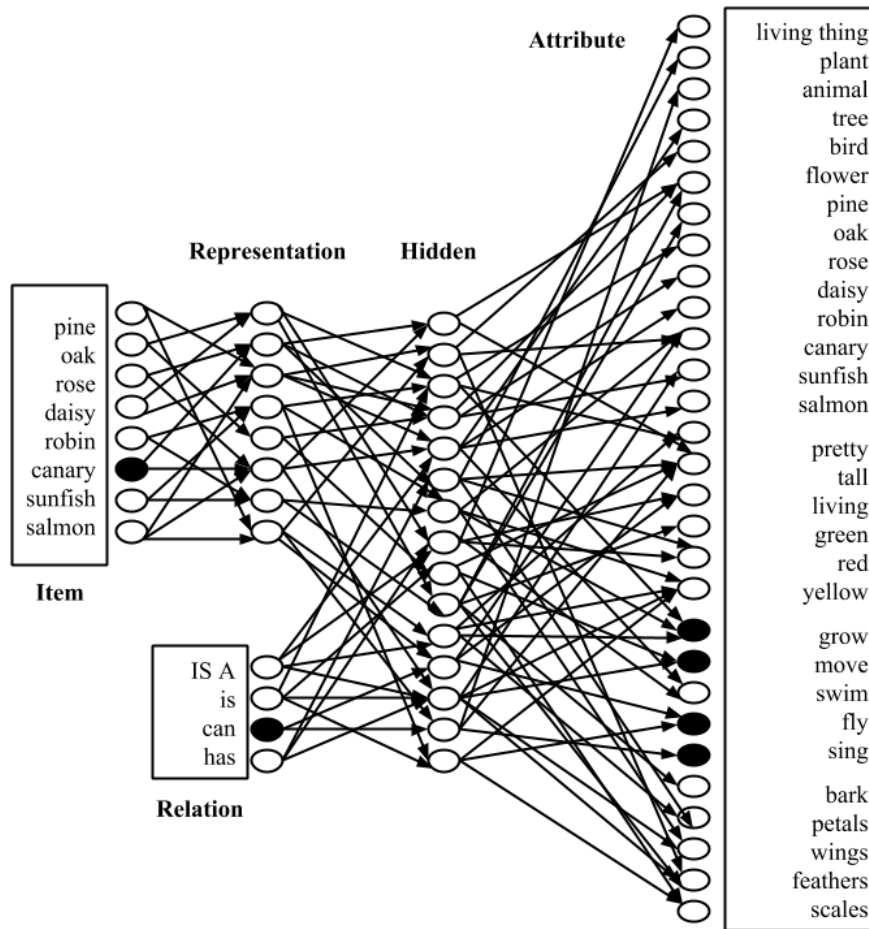 Attribute
living thing
plant
animal
tree
bird
flower
pine
oak
rose
daisy
robin
canary
sunfish
salmon
pretty
tall
living
green
red
yellow
grow
move
swim
fly
sing
bark
petals
wings
feathers
scales
Representation
Hidden
pine
oak
rose
daisy
robin
canary
sunfish
salmon
Item
IS A
is
can
has
Relation